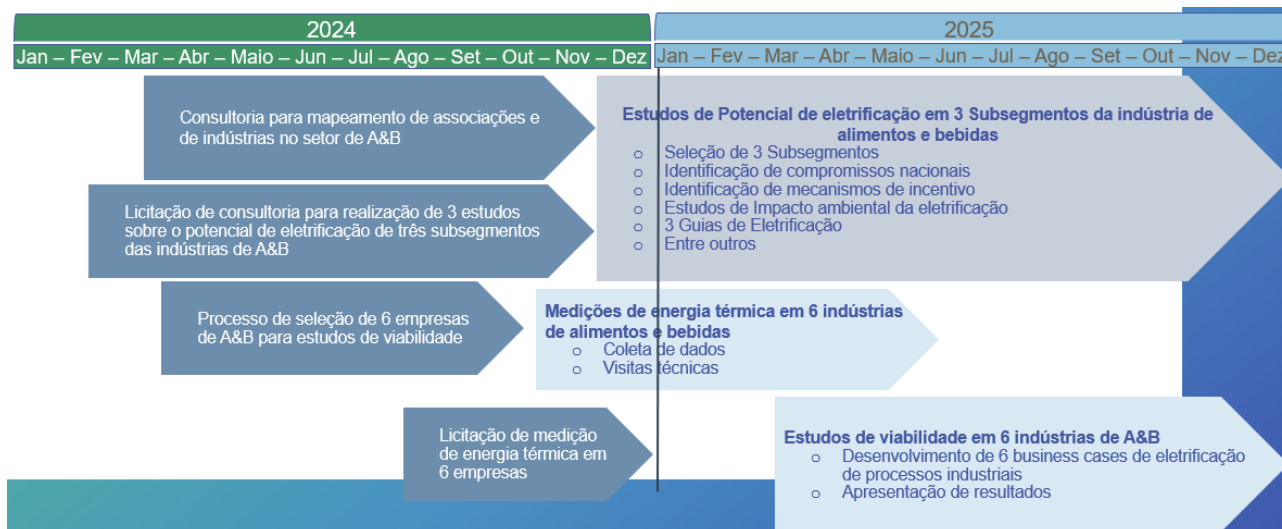 2024
2025
Jan – Fev – Mar – Abr – Maio – Jun – Jul – Ago – Set – Out – Nov – Dez
Jan – Fev – Mar – Abr – Maio – Jun – Jul – Ago – Set – Out – Nov – Dez
Consultoria para mapeamento de associações e
de indústrias no setor de A&B
Estudos de Potencial de eletrificação em 3 Subsegmentos da indústria de
alimentos e bebidas
o Seleção de 3 Subsegmentos
o Identificação de compromissos nacionais
o Identificação de mecanismos de incentivo
o Estudos de Impacto ambiental da eletrificação
o 3 Guias de Eletrificação
o Entre outros
Licitação de consultoria para realização de 3 estudos
sobre o potencial de eletrificação de três subsegmentos
das indústrias de A&B
Processo de seleção de 6 empresas
de A&B para estudos de viabilidade
Medições de energia térmica em 6 indústrias
de alimentos e bebidas
o Coleta de dados
o Visitas técnicas
Licitação de medição
de energia térmica em
6 empresas
Estudos de viabilidade em 6 indústrias de A&B
o Desenvolvimento de 6 business cases de eletrificação
de processos industriais
o Apresentação de resultados